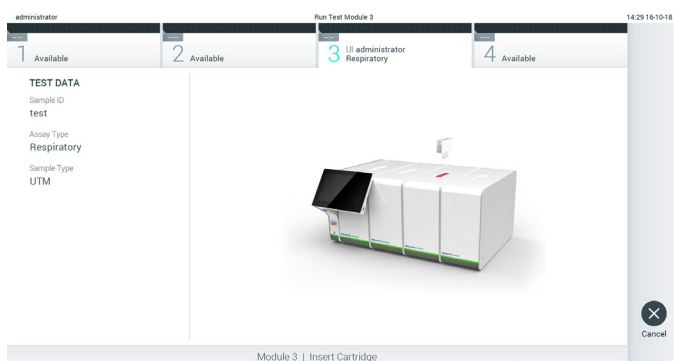 administrator
Run Test Module 3
14:29 16-10-18
--:--
--:--
--:--
--:--
1 Available
2 Available
3 UI administrator
Respiratory
4 Available
TEST DATA
Sample ID
test
Assay Type
Respiratory
Sample Type
UTM
Cancel
Module 3 | Insert Cartridge